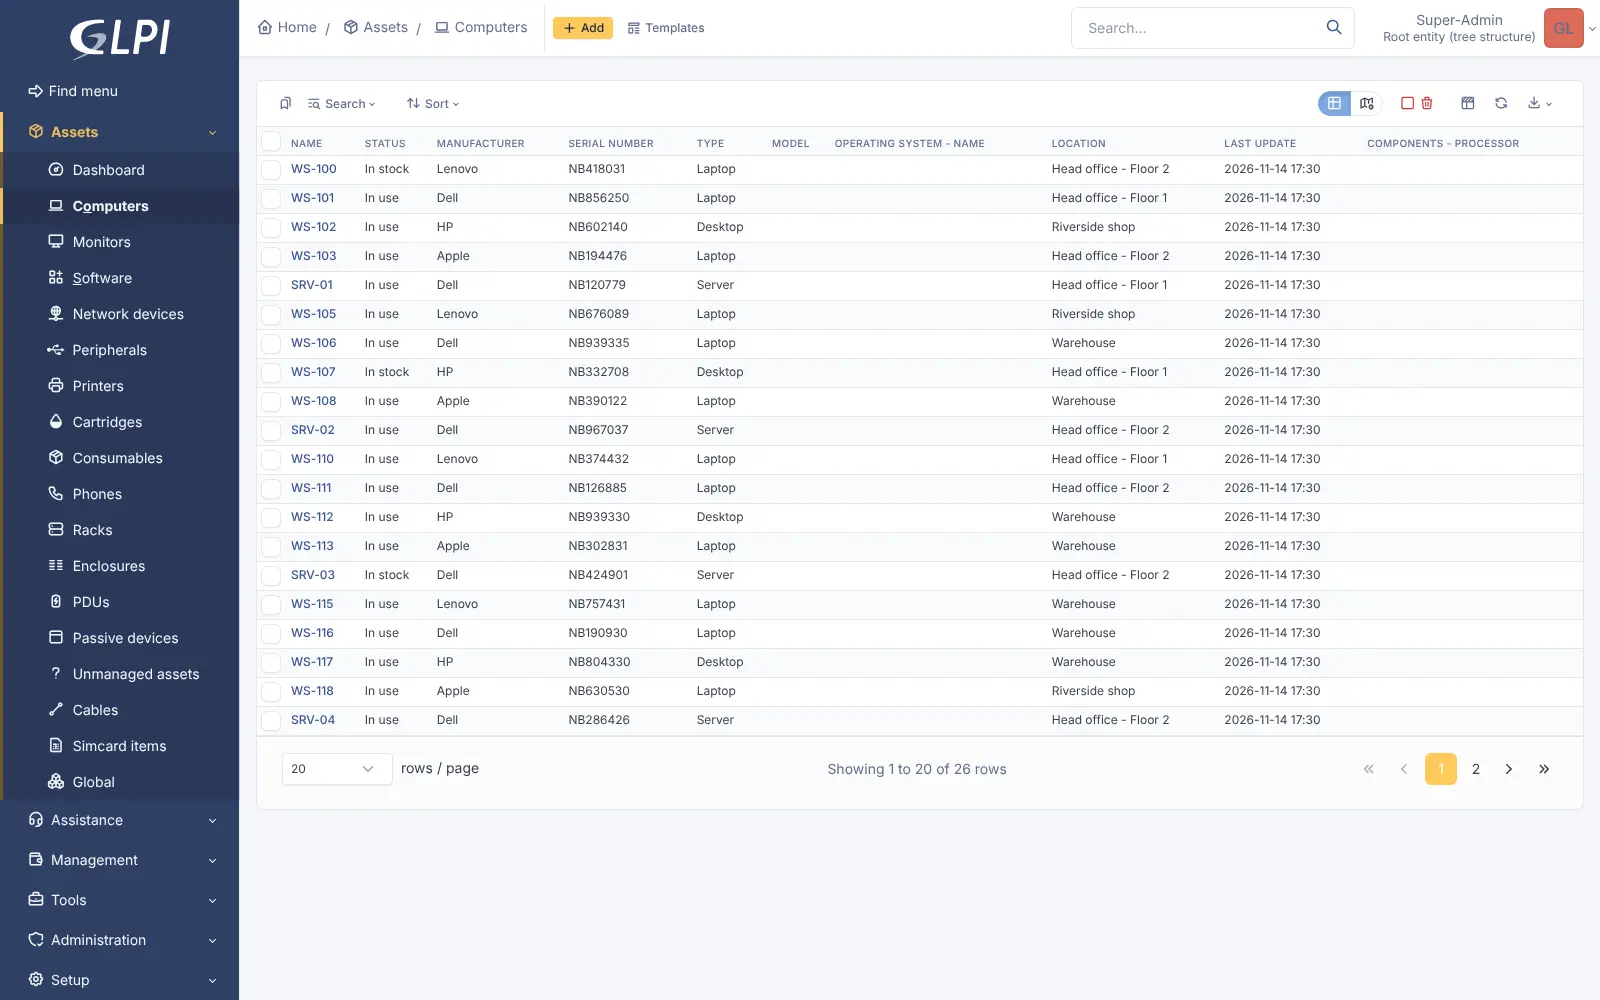 GLPI
Find menu
Assets
Dashboard
Computers
Monitors
Software
Network devices
Peripherals
Printers
Cartridges
Consumables
Phones
Racks
Enclosures
PDUs
Passive devices
Unmanaged assets
Cables
Simcard items
Global
Assistance
Management
Tools
Administration
Setup
Home / Assets / Computers
Add
Templates
Search...
Super-Admin
Root entity (tree structure)
GL
Search
Sort
NAME STATUS MANUFACTURER SERIAL NUMBER TYPE MODEL OPERATING SYSTEM - NAME LOCATION LAST UPDATE COMPONENTS - PROCESSOR
WS-100 In stock Lenovo NB418031 Laptop Head office - Floor 2 2026-11-14 17:30
WS-101 In use Dell NB856250 Laptop Head office - Floor 1 2026-11-14 17:30
WS-102 In use HP NB602140 Desktop Riverside shop 2026-11-14 17:30
WS-103 In use Apple NB194476 Laptop Head office - Floor 2 2026-11-14 17:30
SRV-01 In use Dell NB120779 Server Head office - Floor 1 2026-11-14 17:30
WS-105 In use Lenovo NB676089 Laptop Riverside shop 2026-11-14 17:30
WS-106 In use Dell NB939335 Laptop Warehouse 2026-11-14 17:30
WS-107 In stock HP NB332708 Desktop Head office - Floor 1 2026-11-14 17:30
WS-108 In use Apple NB390122 Laptop Warehouse 2026-11-14 17:30
SRV-02 In use Dell NB967037 Server Head office - Floor 2 2026-11-14 17:30
WS-110 In use Lenovo NB374432 Laptop Head office - Floor 1 2026-11-14 17:30
WS-111 In use Dell NB126885 Laptop Head office - Floor 2 2026-11-14 17:30
WS-112 In use HP NB939330 Desktop Warehouse 2026-11-14 17:30
WS-113 In use Apple NB302831 Laptop Warehouse 2026-11-14 17:30
SRV-03 In stock Dell NB424901 Server Head office - Floor 2 2026-11-14 17:30
WS-115 In use Lenovo NB757431 Laptop Warehouse 2026-11-14 17:30
WS-116 In use Dell NB190930 Laptop Warehouse 2026-11-14 17:30
WS-117 In use HP NB804330 Desktop Warehouse 2026-11-14 17:30
WS-118 In use Apple NB630530 Laptop Riverside shop 2026-11-14 17:30
SRV-04 In use Dell NB286426 Server Head office - Floor 2 2026-11-14 17:30
20 rows / page
Showing 1 to 20 of 26 rows
« ‹ 1 2 › »